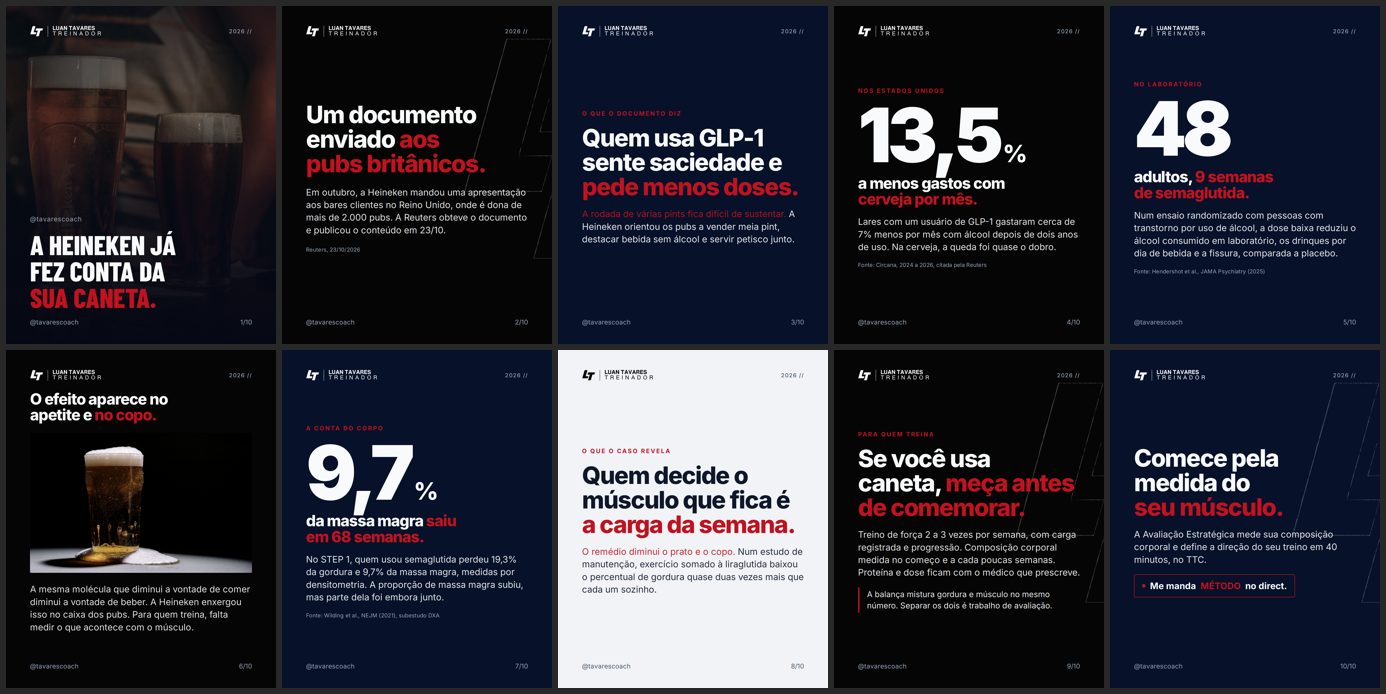 LT LUAN TAVARES
TREINADOR
2026 //
@tavarescoach
A HEINEKEN JÁ
FEZ CONTA DA
SUA CANETA.
@tavarescoach
1/10
LT LUAN TAVARES
TREINADOR
2026 //
Um documento
enviado aos
pubs britânicos.
Em outubro, a Heineken mandou uma apresentação
aos bares clientes no Reino Unido, onde é dona de
mais de 2.000 pubs. A Reuters obteve o documento
e publicou o conteúdo em 23/10.
Reuters, 23/10/2026
@tavarescoach
2/10
LT LUAN TAVARES
TREINADOR
2026 //
O QUE O DOCUMENTO DIZ
Quem usa GLP-1
sente saciedade e
pede menos doses.
A rodada de várias pints fica difícil de sustentar. A
Heineken orientou os pubs a vender meia pint,
destacar bebida sem álcool e servir petisco junto.
@tavarescoach
3/10
LT LUAN TAVARES
TREINADOR
2026 //
NOS ESTADOS UNIDOS
13,5%
a menos gastos com
cerveja por mês.
Lares com um usuário de GLP-1 gastaram cerca de
7% menos por mês com álcool depois de dois anos
de uso. Na cerveja, a queda foi quase o dobro.
Fonte: Circana, 2024 a 2026, citada pela Reuters
@tavarescoach
4/10
LT LUAN TAVARES
TREINADOR
2026 //
NO LABORATÓRIO
48
adultos, 9 semanas
de semaglutida.
Num ensaio randomizado com pessoas com
transtorno por uso de álcool, a dose baixa reduziu o
álcool consumido em laboratório, os drinques por
dia de bebida e a fissura, comparada a placebo.
Fonte: Hendershot et al., JAMA Psychiatry (2025)
@tavarescoach
5/10
LT LUAN TAVARES
TREINADOR
2026 //
O efeito aparece no
apetite e no copo.
A mesma molécula que diminui a vontade de comer
diminui a vontade de beber. A Heineken enxergou
isso no caixa dos pubs. Para quem treina, falta
medir o que acontece com o músculo.
@tavarescoach
6/10
LT LUAN TAVARES
TREINADOR
2026 //
A CONTA DO CORPO
9,7%
da massa magra saiu
em 68 semanas.
No STEP 1, quem usou semaglutida perdeu 19,3%
da gordura e 9,7% da massa magra, medidas por
densitometria. A proporção de massa magra subiu,
mas parte dela foi embora junto.
Fonte: Wilding et al., NEJM (2021), subestudo DXA
@tavarescoach
7/10
LT LUAN TAVARES
TREINADOR
2026 //
O QUE O CASO REVELA
Quem decide o
músculo que fica é
a carga da semana.
O remédio diminui o prato e o copo. Num estudo de
manutenção, exercício somado à liraglutida baixou
o percentual de gordura quase duas vezes mais que
cada um sozinho.
@tavarescoach
8/10
LT LUAN TAVARES
TREINADOR
2026 //
PARA QUEM TREINA
Se você usa
caneta, meça antes
de comemorar.
Treino de força 2 a 3 vezes por semana, com carga
registrada e progressão. Composição corporal
medida no começo e a cada poucas semanas.
Proteína e dose ficam com o médico que prescreve.
A balança mistura gordura e músculo no mesmo
número. Separar os dois é trabalho de avaliação.
@tavarescoach
9/10
LT LUAN TAVARES
TREINADOR
2026 //
Comece pela
medida do
seu músculo.
A Avaliação Estratégica mede sua composição
corporal e define a direção do seu treino em 40
minutos, no TTC.
Me manda MÉTODO no direct.
@tavarescoach
10/10